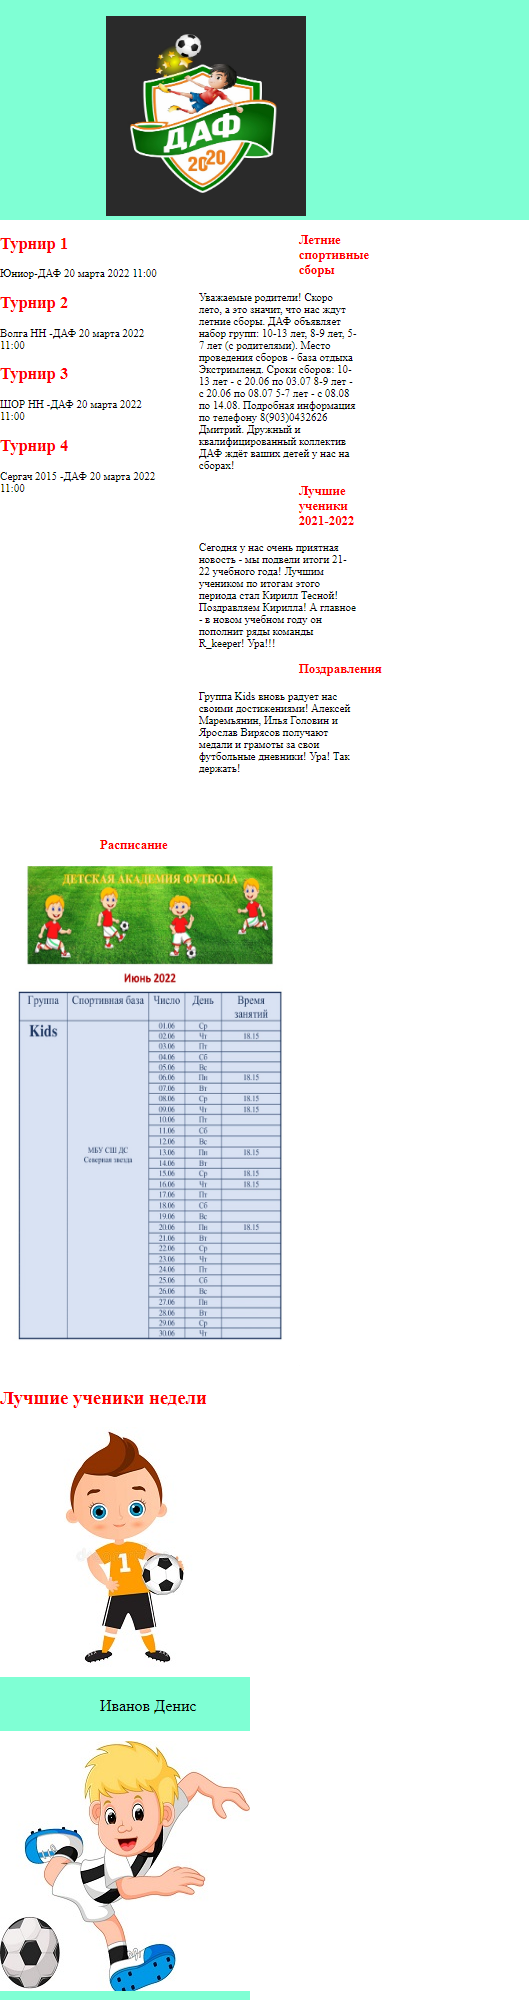 ДАФ
2020
Турнир 1
Юниор-ДАФ 20 марта 2022 11:00
Турнир 2
Волга НН -ДАФ 20 марта 2022
11:00
Турнир 3
ШОР НН -ДАФ 20 марта 2022
11:00
Турнир 4
Сергач 2015 -ДАФ 20 марта 2022
11:00
Летние
спортивные
сборы
Уважаемые родители! Скоро
лето, а это значит, что нас ждут
летние сборы. ДАФ объявляет
набор групп: 10-13 лет, 8-9 лет, 5-
7 лет (с родителями). Место
проведения сборов - база отдыха
Экстримленд. Сроки сборов: 10-
13 лет - с 20.06 по 03.07 8-9 лет -
с 20.06 по 08.07 5-7 лет - с 08.08
по 14.08. Подробная информация
по телефону 8(903)0432626
Дмитрий. Дружный и
квалифицированный коллектив
ДАФ ждёт ваших детей у нас на
сборах!
Лучшие
ученики
2021-2022
Сегодня у нас очень приятная
новость - мы подвели итоги 21-
22 учебного года! Лучшим
учеником по итогам этого
периода стал Кирилл Тесной!
Поздравляем Кирилла! А главное
- в новом учебном году он
пополнит ряды команды
R_keeper! Ура!!!
Поздравления
Группа Kids вновь радует нас
своими достижениями! Алексей
Маремьянин, Илья Головин и
Ярослав Вирясов получают
медали и грамоты за свои
футбольные дневники! Ура! Так
держать!
Расписание
ДЕТСКАЯ АКАДЕМИЯ ФУТБОЛА
Июнь 2022
Группа Спортивная база Число День Время
занятий
Kids
01.06 Ср
02.06 Чт 18.15
03.06 Пт
04.06 Сб
05.06 Вс
06.06 Пн 18.15
07.06 Вт
08.06 Ср 18.15
09.06 Чт 18.15
10.06 Пт
11.06 Сб
12.06 Вс
МБУ СШ ДС
Северная звезда
13.06 Пн 18.15
14.06 Вт
15.06 Ср 18.15
16.06 Чт 18.15
17.06 Пт
18.06 Сб
19.06 Вс
20.06 Пн 18.15
21.06 Вт
22.06 Ср
23.06 Чт
24.06 Пт
25.06 Сб
26.06 Вс
27.06 Пн
28.06 Вт
29.06 Ср
30.06 Чт
Лучшие ученики недели
1
Иванов Денис